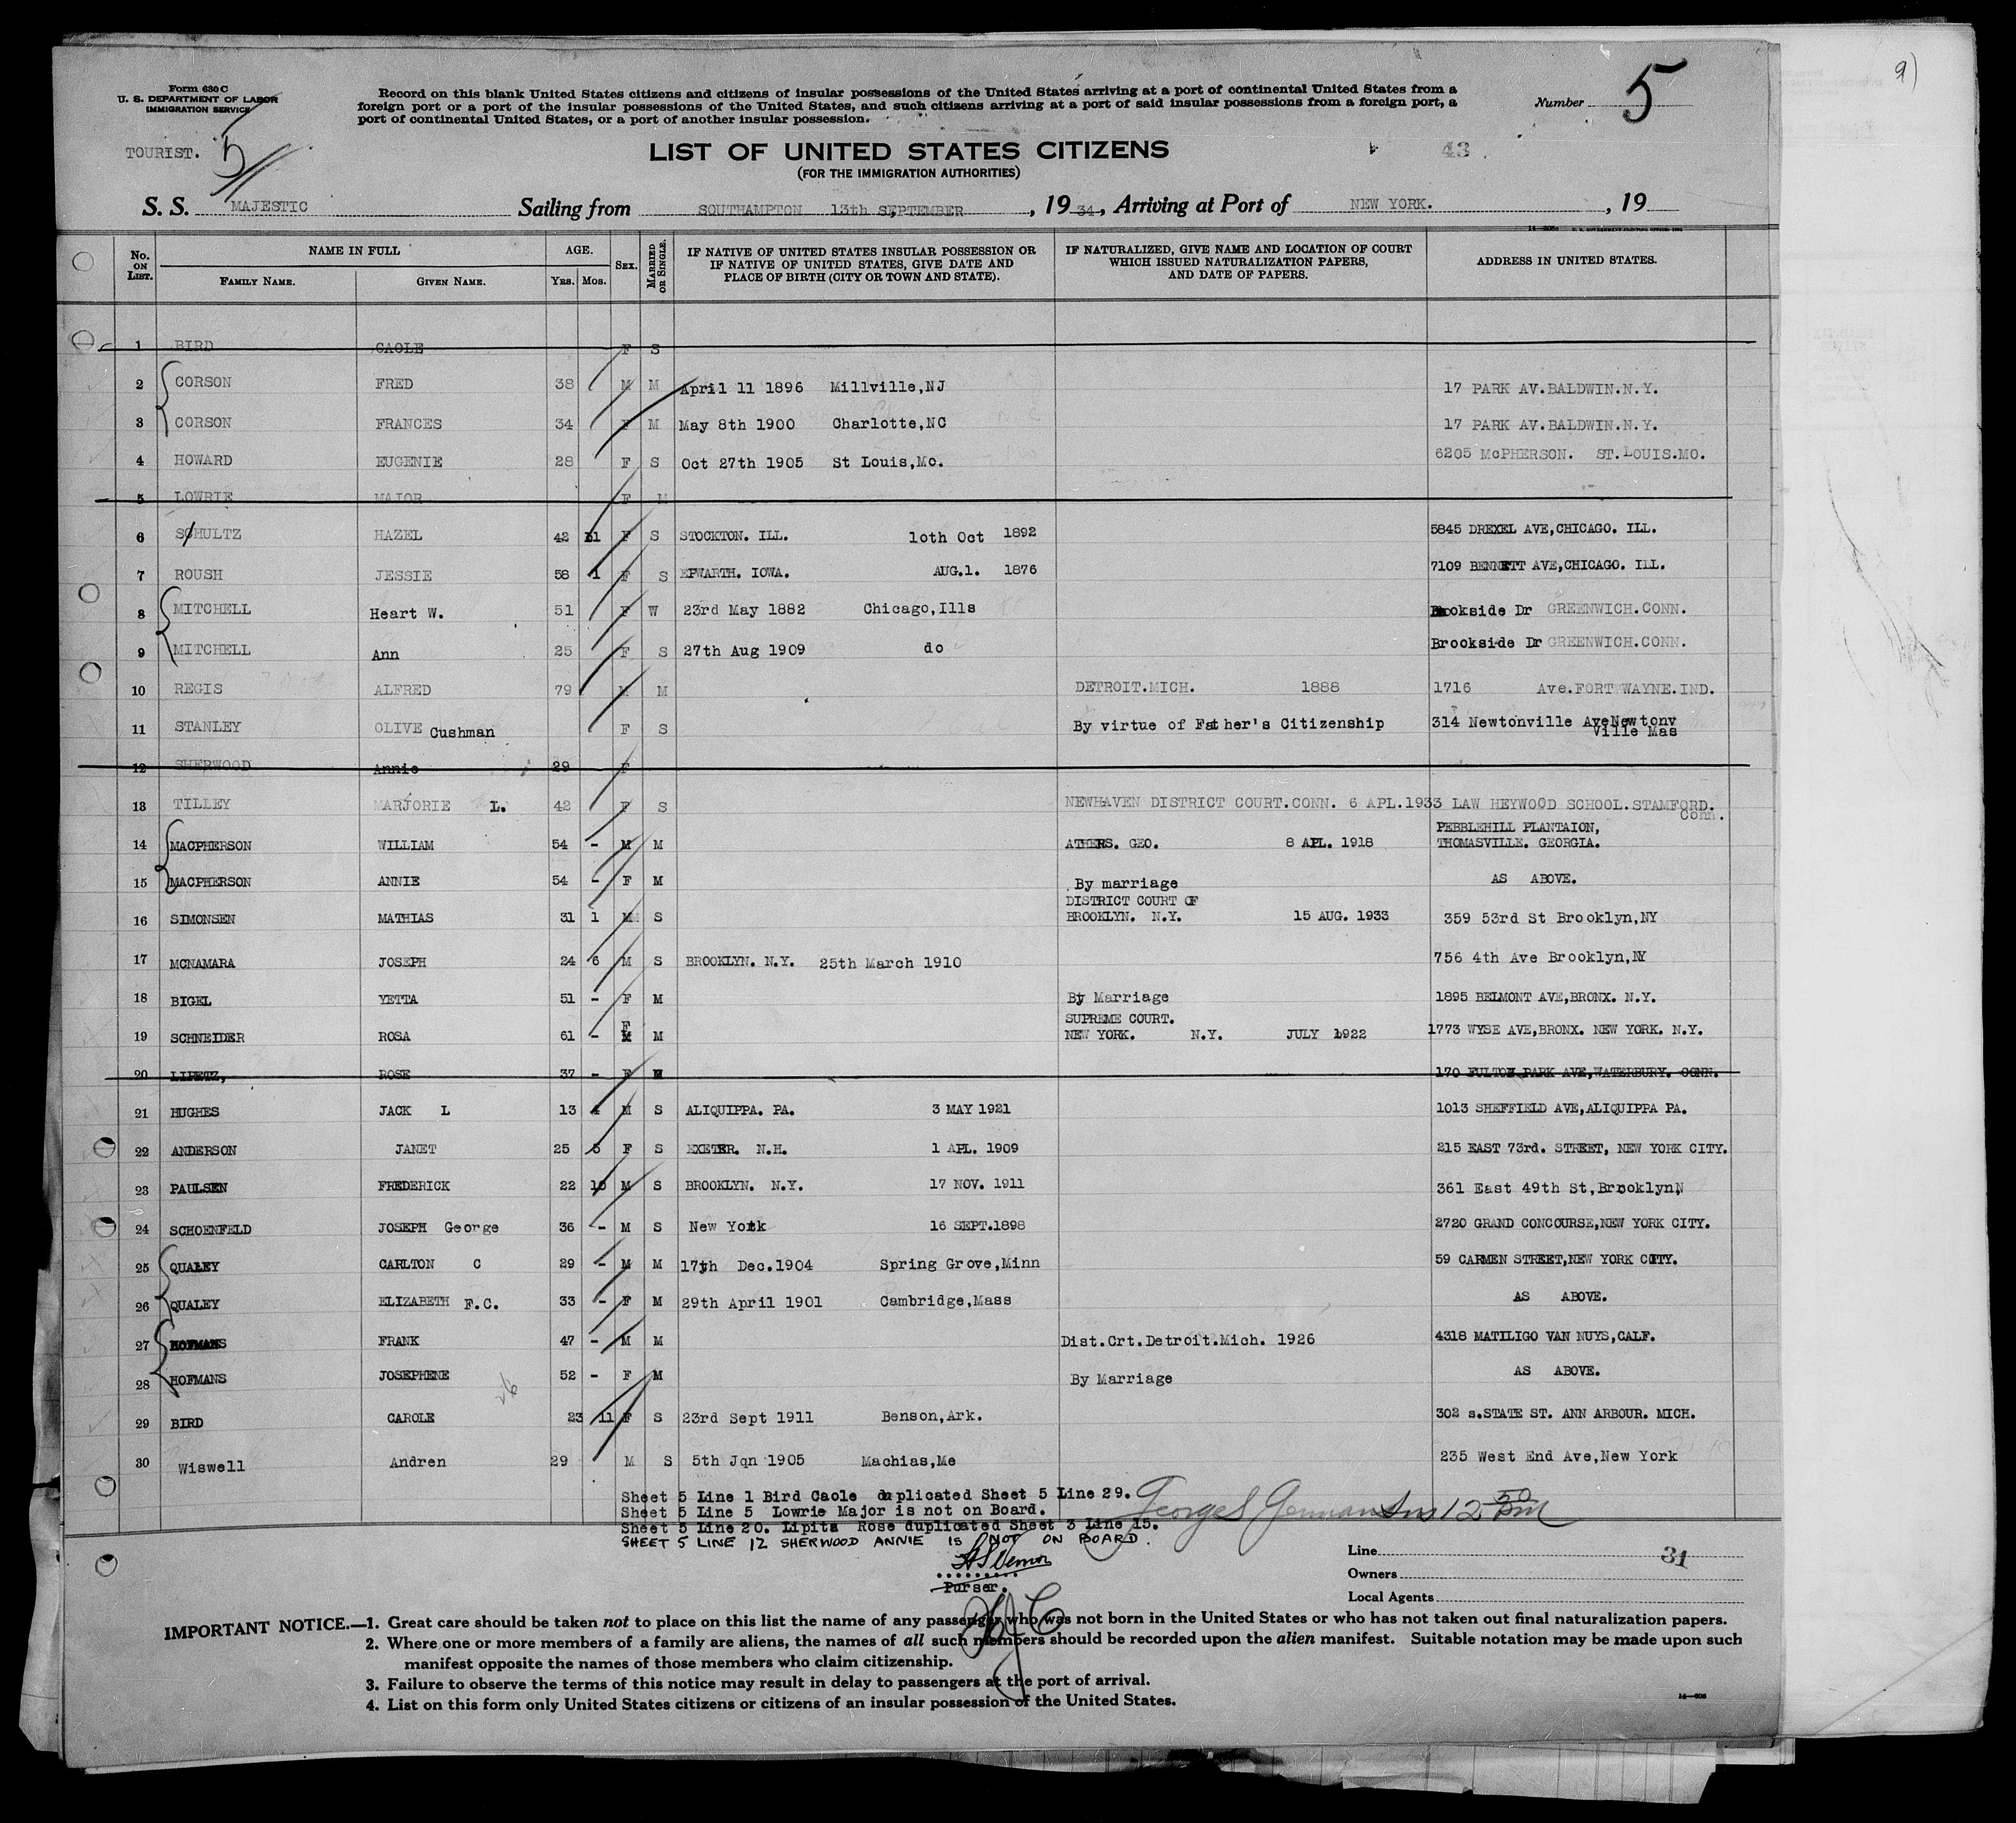 9)
Form 630 C
U. S. DEPARTMENT OF LABOR
IMMIGRATION SERVICE
Record on this blank United States citizens and citizens of insular possessions of the United States arriving at a port of continental United States from a
foreign port or a port of the insular possessions of the United States, and such citizens arriving at a port of said insular possessions from a foreign port, a
port of continental United States, or a port of another insular possession.
Number 5
TOURIST. 5
LIST OF UNITED STATES CITIZENS
43
(FOR THE IMMIGRATION AUTHORITIES)
S. S. MAJESTIC Sailing from SOUTHAMPTON 13th SEPTEMBER, 1934, Arriving at Port of NEW YORK. , 19
No. ON LIST. NAME IN FULL FAMILY NAME. GIVEN NAME. AGE. YRS. MOS. SEX. MARRIED OR SINGLE. IF NATIVE OF UNITED STATES INSULAR POSSESSION OR IF NATIVE OF UNITED STATES, GIVE DATE AND PLACE OF BIRTH (CITY OR TOWN AND STATE). IF NATURALIZED, GIVE NAME AND LOCATION OF COURT WHICH ISSUED NATURALIZATION PAPERS, AND DATE OF PAPERS. ADDRESS IN UNITED STATES.
1 BIRD CAOLE F S
2 CORSON FRED 38 M M April 11 1896 Millville,NJ 17 PARK AV.BALDWIN.N.Y.
3 CORSON FRANCES 34 F M May 8th 1900 Charlotte,NC 17 PARK AV.BALDWIN.N.Y.
4 HOWARD EUGENIE 28 F S Oct 27th 1905 St Louis,Mo. 6205 McPHERSON. ST.LOUIS.MO.
5 LOWRIE MAJOR F M
6 SCHULTZ HAZEL 42 11 F S STOCKTON. ILL. 10th Oct 1892 5845 DREXEL AVE,CHICAGO. ILL.
7 ROUSH JESSIE 58 1 F S EPWARTH. IOWA. AUG.1. 1876 7109 BENNETT AVE,CHICAGO. ILL.
8 MITCHELL Heart W. 51 F W 23rd May 1882 Chicago,Ills Brookside Dr GREENWICH.CONN.
9 MITCHELL Ann 25 F S 27th Aug 1909 do Brookside Dr GREENWICH.CONN.
10 REGIS ALFRED 79 M M DETROIT.MICH. 1888 1716 Ave.FORT WAYNE.IND.
11 STANLEY OLIVE Cushman F S By virtue of Father's Citizenship 314 Newtonville AveNewtonv
Ville Mas
12 SHERWOOD Annie 29 F
13 TILLEY MARJORIE L. 42 F S NEWHAVEN DISTRICT COURT.CONN. 6 APL.1933 LAW HEYWOOD SCHOOL.STAMFORD.
Conn.
PEBBLEHILL PLANTAION,
14 MACPHERSON WILLIAM 54 - M M ATHERS. GEO. 8 APL. 1918 THOMASVILLE. GEORGIA.
15 MACPHERSON ANNIE 54 - F M By marriage AS ABOVE.
DISTRICT COURT OF
16 SIMONSEN MATHIAS 31 1 M S BROOKLYN. N.Y. 15 AUG. 1933 359 53rd St Brooklyn,NY
17 MCNAMARA JOSEPH 24 6 M S BROOKLYN. N.Y. 25th March 1910 756 4th Ave Brooklyn,NY
18 BIGEL YETTA 51 - F M By Marriage 1895 BELMONT AVE,BRONX. N.Y.
SUPREME COURT.
19 SCHNEIDER ROSA 61 - F M NEW YORK. N.Y. JULY 1922 1773 WYSE AVE,BRONX. NEW YORK. N.Y.
20 LIPETZ, ROSE 37 - F M 170 FULTON PARK AVE,WATERBURY. CONN.
21 HUGHES JACK L 13 4 M S ALIQUIPPA. PA. 3 MAY 1921 1013 SHEFFIELD AVE,ALIQUIPPA PA.
22 ANDERSON JANET 25 5 F S EXETER. N.H. 1 APL. 1909 215 EAST 73rd. STREET, NEW YORK CITY.
23 PAULSEN FREDERICK 22 10 M S BROOKLYN. N.Y. 17 NOV. 1911 361 East 49th St,Brooklyn,N
24 SCHOENFELD JOSEPH George 36 - M S New York 16 SEPT.1898 2720 GRAND CONCOURSE,NEW YORK CITY.
25 QUALEY CARLTON C 29 - M M 17th Dec.1904 Spring Grove,Minn 59 CARMEN STREET,NEW YORK CITY.
26 QUALEY ELIZABETH F.C. 33 - F M 29th April 1901 Cambridge,Mass AS ABOVE.
27 HOFMANS FRANK 47 - M M Dist.Crt.Detroit.Mich. 1926 4318 MATILIGO VAN NUYS,CALF.
28 HOFMANS JOSEPHENE 52 - F M By Marriage AS ABOVE.
29 BIRD CAROLE 23 11 F S 23rd Sept 1911 Benson,Ark. 302 s.STATE ST. ANN ARBOUR. MICH.
30 Wiswell Andren 29 M S 5th Jqn 1905 Machias,Me 235 West End Ave,New York
Sheet 5 Line 1 Bird Caole duplicated Sheet 5 Line 29.
Sheet 5 Line 5 Lowrie Major is not on Board.
Sheet 5 Line 20. Lipitz Rose duplicated Sheet 3 Line 15.
SHEET 5 LINE 12 SHERWOOD ANNIE IS NOT ON BOARD.
Purser.
Line 31
Owners
Local Agents
IMPORTANT NOTICE.—1. Great care should be taken not to place on this list the name of any passenger who was not born in the United States or who has not taken out final naturalization papers.
2. Where one or more members of a family are aliens, the names of all such members should be recorded upon the alien manifest. Suitable notation may be made upon such
manifest opposite the names of those members who claim citizenship.
3. Failure to observe the terms of this notice may result in delay to passengers at the port of arrival.
4. List on this form only United States citizens or citizens of an insular possession of the United States.